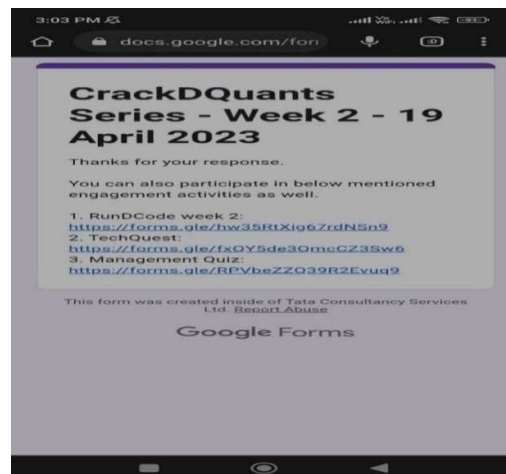 3:03 PM
docs.google.com/forr
:D
CrackDQuants
Series - Week 2 - 19
April 2023
Thanks for your response.
You can also participate in below mentioned
engagement activities as well.
1. RunDCode week 2:
https://forms.gle/hw35RtXig67rdNSn9
2. TechQuest:
https://forms.gle/fxQY5de3QmcCZ3Sw6
3. Management Quiz:
https://forms.gle/RPVbeZZQ39R2Evuq9
This form was created inside of Tata Consultancy Services
Ltd. Report Abuse
Google Forms